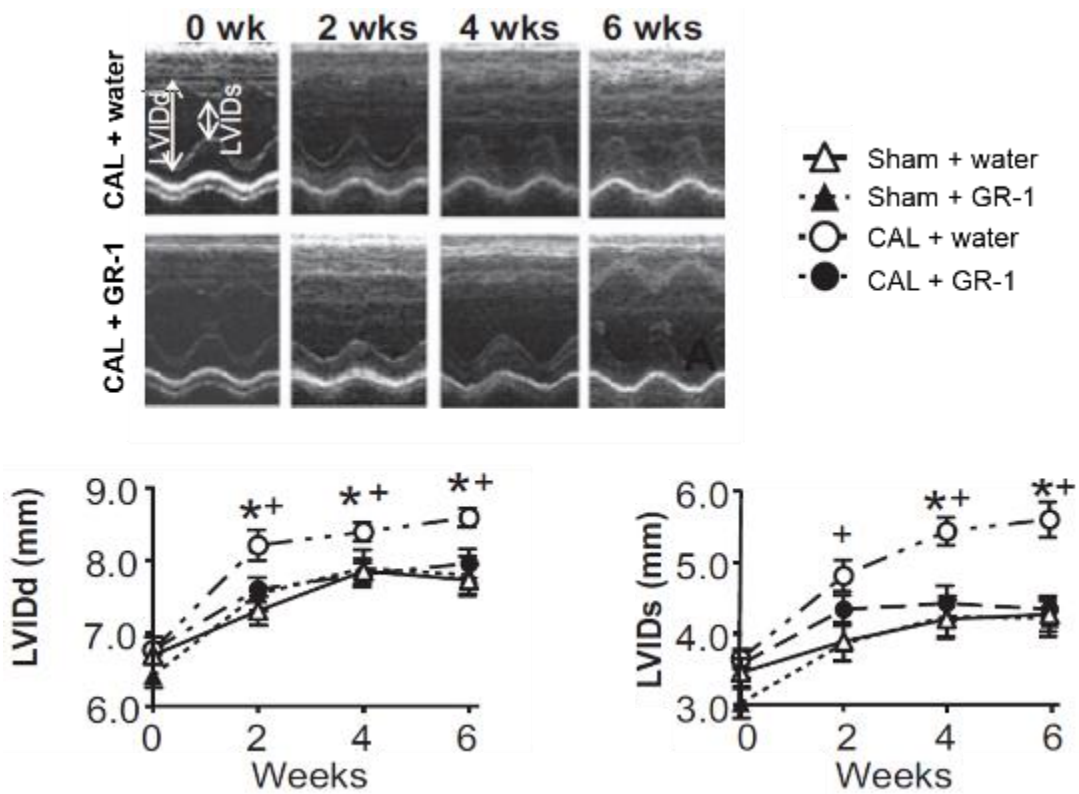 0 wk 2 wks 4 wks 6 wks
CAL + water
LVIDd
LVIDs
CAL + GR-1
A
Sham + water
Sham + GR-1
CAL + water
CAL + GR-1
LVIDd (mm)
9.0
8.0
7.0
6.0
*+ *+ *+
0 2 4 6
Weeks
LVIDs (mm)
6.0
5.0
4.0
3.0
+ *+ *+
0 2 4 6
Weeks